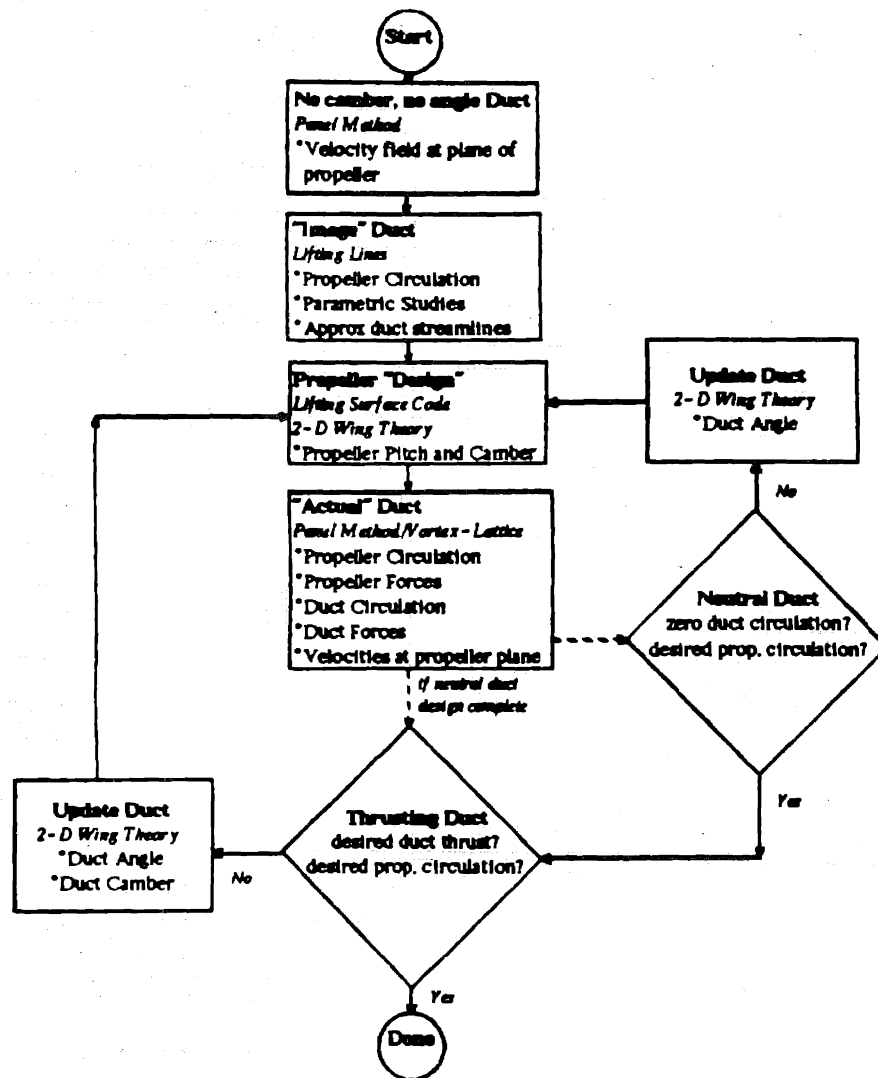 Start
No camber, no angle Duct
Panel Method
*Velocity field at plane of
propeller
"Image" Duct
Lifting Lines
*Propeller Circulation
*Parametric Studies
*Approx duct streamlines
Propeller "Design"
Lifting Surface Code
2-D Wing Theory
*Propeller Pitch and Camber
Update Duct
2-D Wing Theory
*Duct Angle
No
"Actual" Duct
Panel Method/Vortex-Lattice
*Propeller Circulation
*Propeller Forces
*Duct Circulation
*Duct Forces
*Velocities at propeller plane
Neutral Duct
zero duct circulation?
desired prop. circulation?
if neutral duct
design complete
Yes
Thrusting Duct
desired duct thrust?
desired prop. circulation?
Update Duct
2-D Wing Theory
*Duct Angle
*Duct Camber
No
Yes
Done